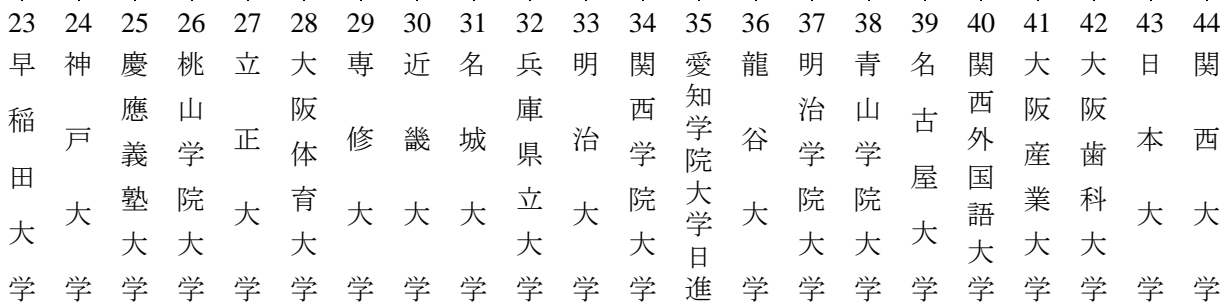 23 早稲田大学
24 神戸大学
25 慶應義塾大学
26 桃山学院大学
27 立正大学
28 大阪体育大学
29 専修大学
30 近畿大学
31 名城大学
32 兵庫県立大学
33 明治大学
34 関西学院大学
35 愛知学院大学日進
36 龍谷大学
37 明治学院大学
38 青山学院大学
39 名古屋大学
40 関西外国語大学
41 大阪産業大学
42 大阪歯科大学
43 日本大学
44 関西大学